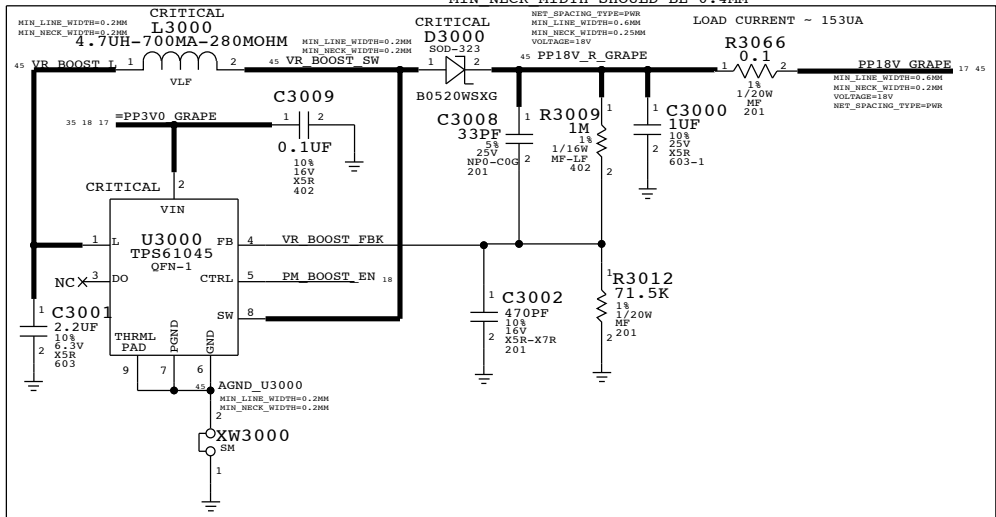 MIN NECK WIDTH SHOULD BE 0.4MM
MIN_LINE_WIDTH=0.2MM
MIN_NECK_WIDTH=0.2MM
CRITICAL
L3000
4.7UH-700MA-280MOHM
1
2
VLF
45 VR_BOOST_L
MIN_LINE_WIDTH=0.2MM
MIN_NECK_WIDTH=0.2MM
45 VR_BOOST_SW
CRITICAL
D3000
SOD-323
1
2
B0520WSXG
NET_SPACING_TYPE=PWR
MIN_LINE_WIDTH=0.6MM
MIN_NECK_WIDTH=0.25MM
VOLTAGE=18V
45 PP18V_R_GRAPE
LOAD CURRENT ~ 153UA
R3066
0.1
1
2
1%
1/20W
MF
201
PP18V_GRAPE 17 45
MIN_LINE_WIDTH=0.6MM
MIN_NECK_WIDTH=0.2MM
VOLTAGE=18V
NET_SPACING_TYPE=PWR
35 18 17 =PP3V0_GRAPE
C3009
1
2
0.1UF
10%
16V
X5R
402
C3008
33PF
5%
25V
NP0-C0G
201
1
2
R3009
1M
1%
1/16W
MF-LF
402
1
2
C3000
1UF
10%
25V
X5R
603-1
1
2
CRITICAL
2
VIN
U3000
TPS61045
QFN-1
1 L
NC 3 DO
FB 4 VR_BOOST_FBK
CTRL 5 PM_BOOST_EN 18
SW 8
THRML
PAD
PGND
GND
9
7
6
C3001
2.2UF
10%
6.3V
X5R
603
1
2
C3002
470PF
10%
16V
X5R-X7R
201
1
2
R3012
71.5K
1%
1/20W
MF
201
1
2
45 AGND_U3000
MIN_LINE_WIDTH=0.2MM
MIN_NECK_WIDTH=0.2MM
2
XW3000
SM
1